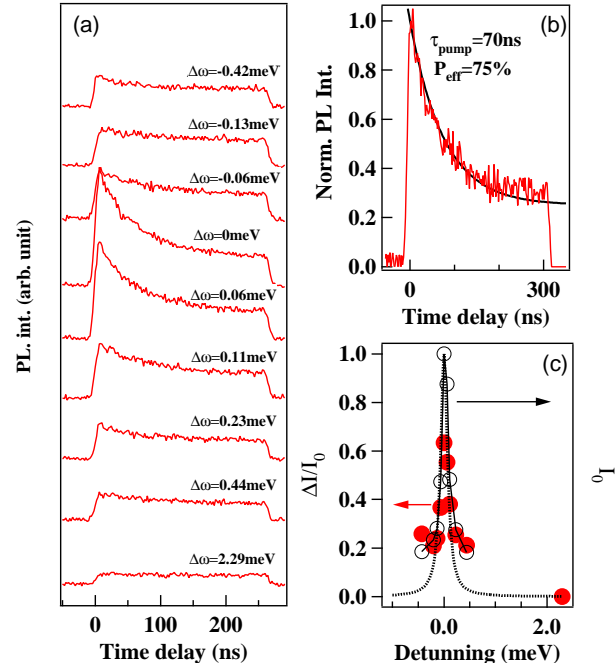 (a)
Δω=-0.42meV
Δω=-0.13meV
Δω=-0.06meV
Δω=0meV
Δω=0.06meV
Δω=0.11meV
Δω=0.23meV
Δω=0.44meV
Δω=2.29meV
PL. int. (arb. unit)
0 100 200
Time delay (ns)
(b)
τpump=70ns
Peff=75%
Norm. PL Int.
1.0
0.8
0.6
0.4
0.2
0.0
0 300
Time delay (ns)
(c)
ΔI/I0
I0
1.0
0.8
0.6
0.4
0.2
0.0
0.0 2.0
Detunning (meV)